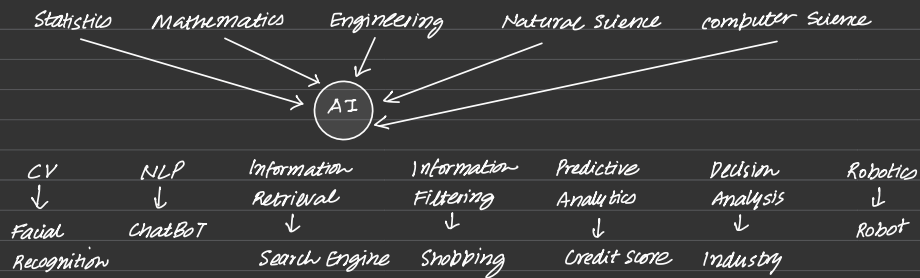 Statistics Mathematics Engineering Natural Science computer Science
AI
CV NLP Information Information Predictive Decision Robotics
Retrieval Filtering Analytics Analysis
Facial ChatBoT Robot
Recognition Search Engine Shopping Credit score Industry